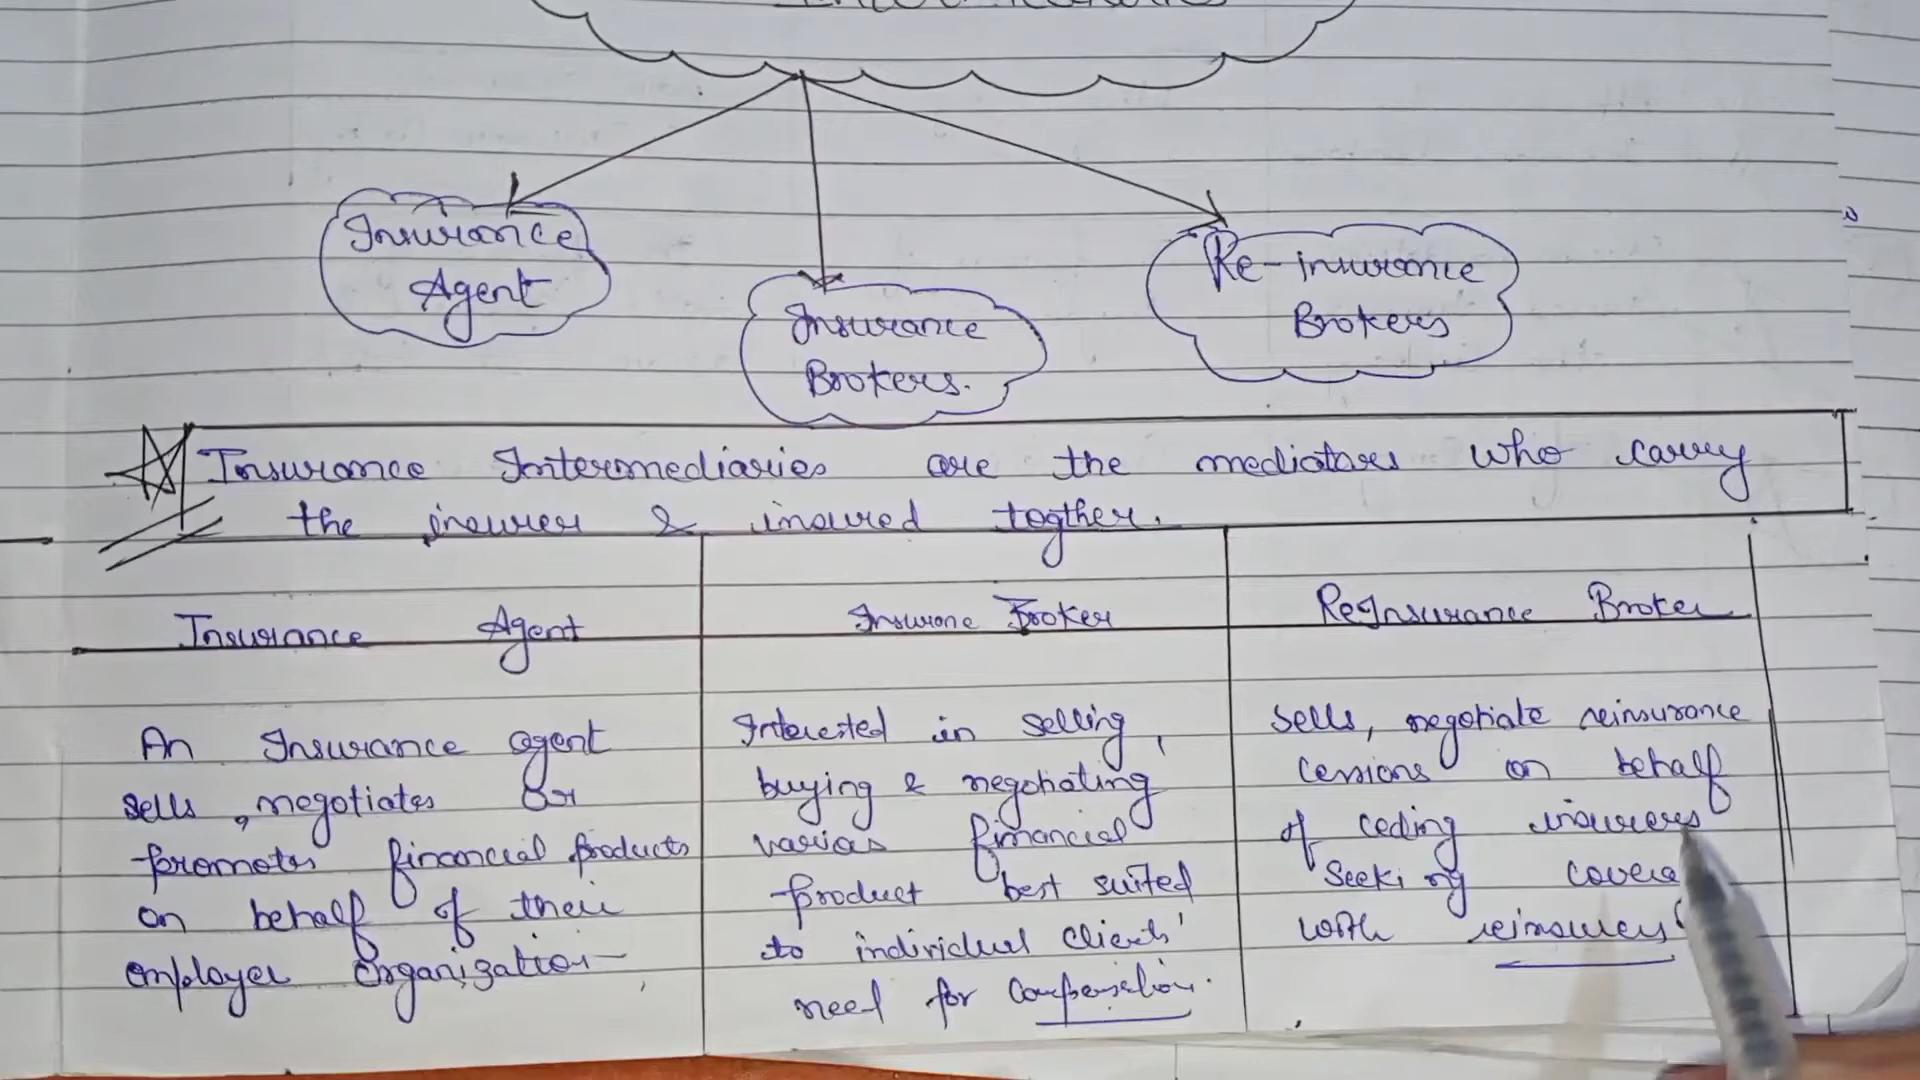 Insurance
Agent
Insurance
Brokers.
Re-insurance
Brokers
Insurance Intermediaries are the mediators who carry
the insurer & insured togther.
Insurance Agent
Insurane Broker
ReInsurance Broker
An Insurance agent
sells, negotiates or
promotes financial products
on behalf of their
employer organization
Interested in selling,
buying & negotiating
various financial
product best suited
to individual clients'
need for compensation.
sells, negotiate reinsurance
cessions on behalf
of ceding insurers
seeking
with reinsurers